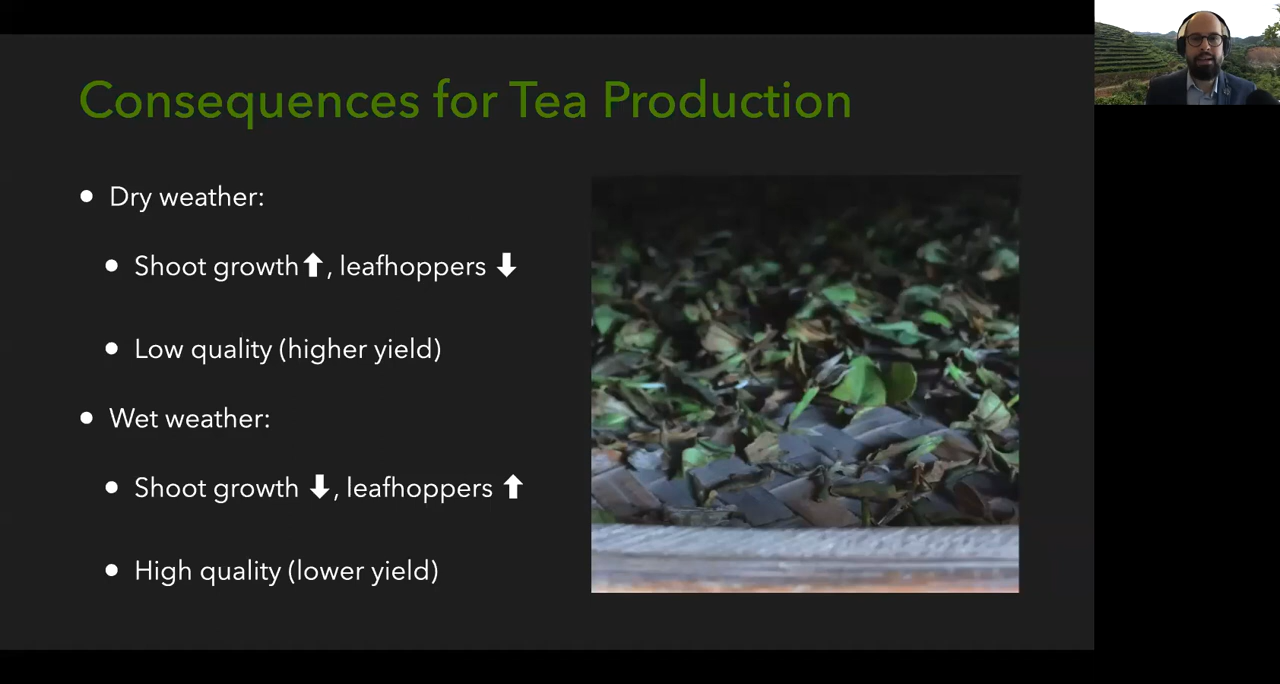 Consequences for Tea Production
• Dry weather:
• Shoot growth⬆, leafhoppers ⬇
• Low quality (higher yield)
• Wet weather:
• Shoot growth ⬇, leafhoppers ⬆
• High quality (lower yield)